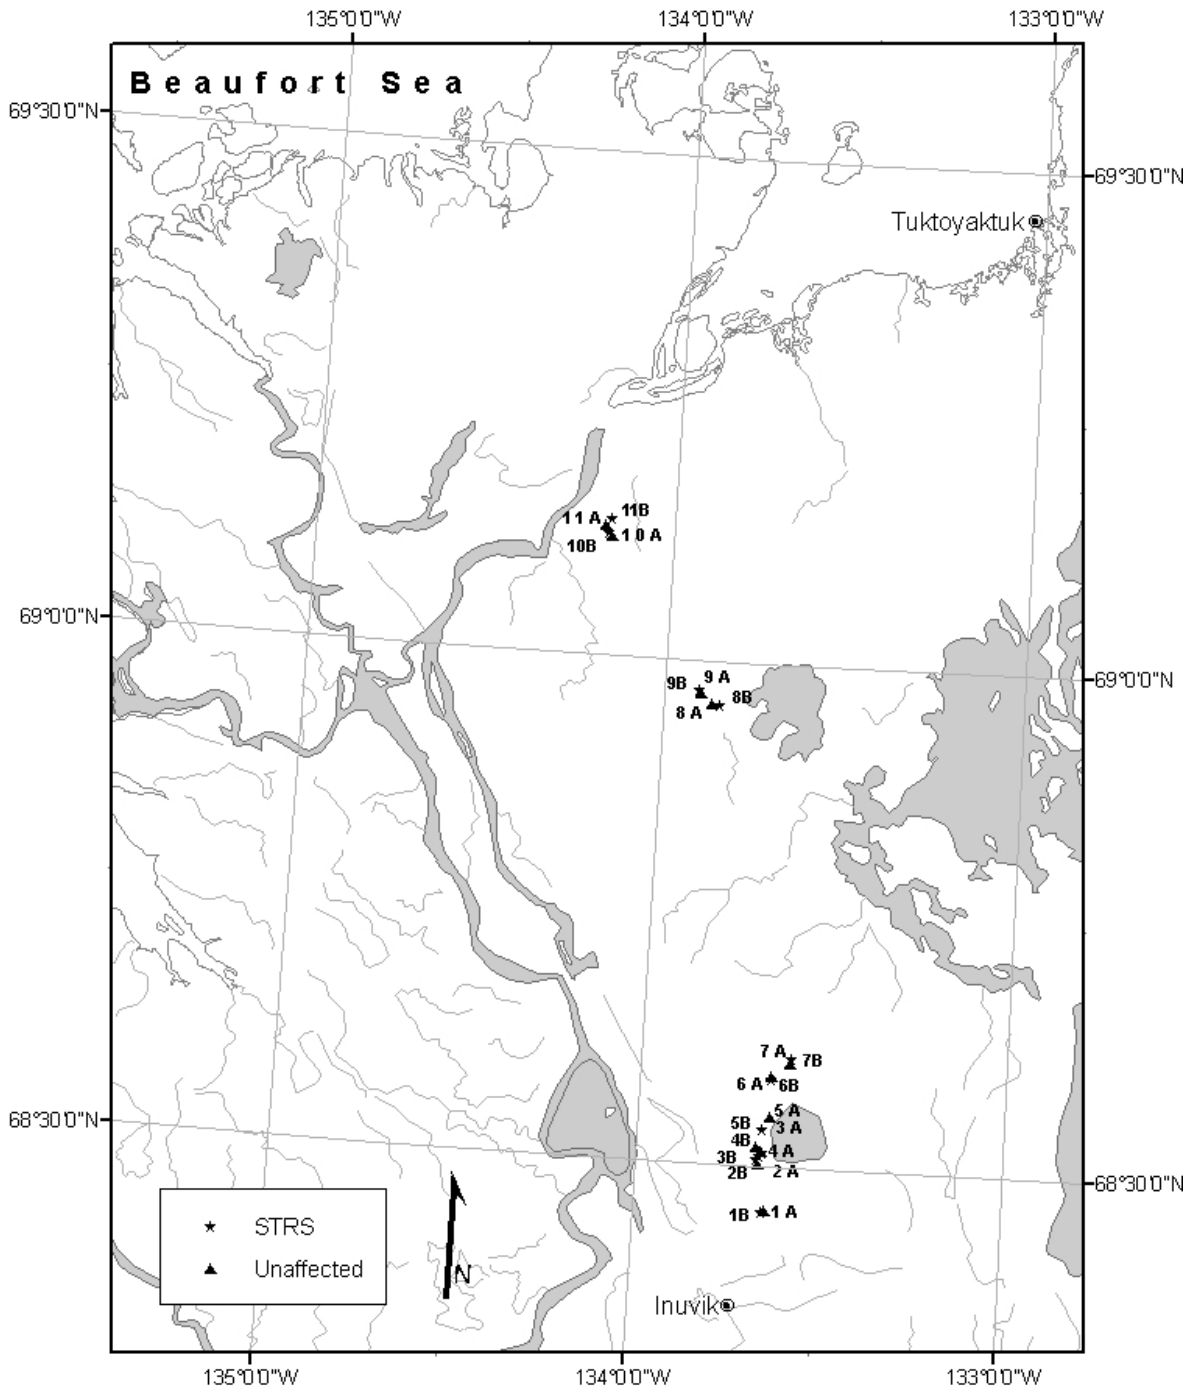 135°0'0"W 134°0'0"W 133°0'0"W
Beaufort Sea
69°30'0"N
69°30'0"N
Tuktoyaktuk
11B
11 A
10 A
10B
69°0'0"N
9 A
9B
69°0'0"N
8B
8 A
7 A
7B
6 A 6B
5 A
68°30'0"N
5B
3 A
4B
4 A
3B
2B 2 A
68°30'0"N
1B 1 A
STRS
Unaffected
N
Inuvik
135°0'0"W 134°0'0"W 133°0'0"W